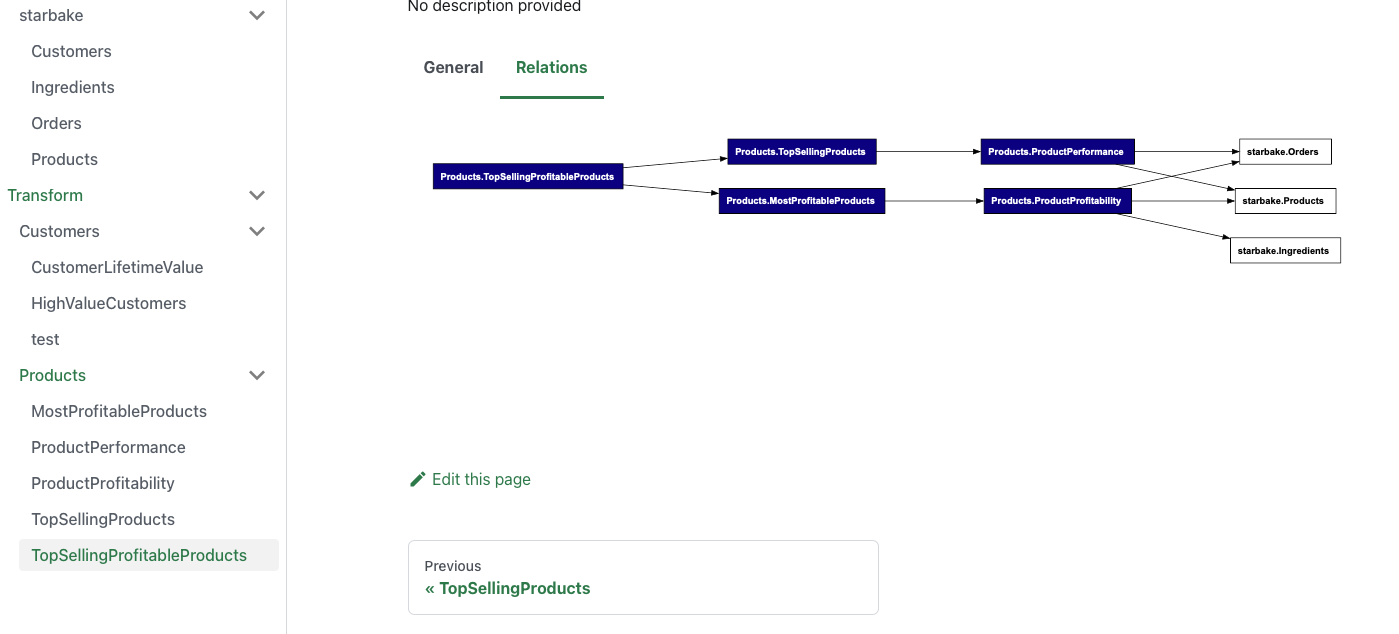 starbake
Customers
Ingredients
Orders
Products
Transform
Customers
CustomerLifetimeValue
HighValueCustomers
test
Products
MostProfitableProducts
ProductPerformance
ProductProfitability
TopSellingProducts
TopSellingProfitableProducts
No description provided
General
Relations
Products.TopSellingProfitableProducts
Products.TopSellingProducts
Products.MostProfitableProducts
Products.ProductPerformance
Products.ProductProfitability
starbake.Orders
starbake.Products
starbake.Ingredients
Edit this page
Previous
« TopSellingProducts